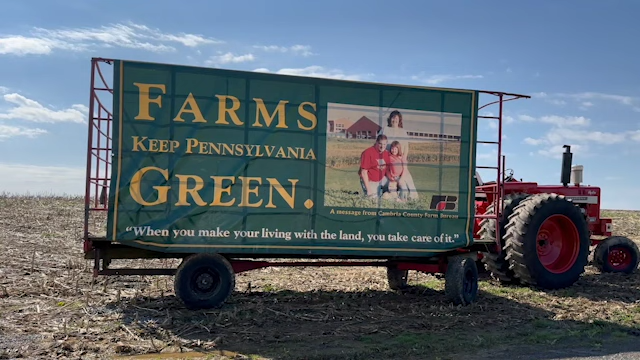 FARMS
KEEP PENNSYLVANIA
GREEN.
A message from Cambria County Farm Bureau
"When you make your living with the land, you take care of it."